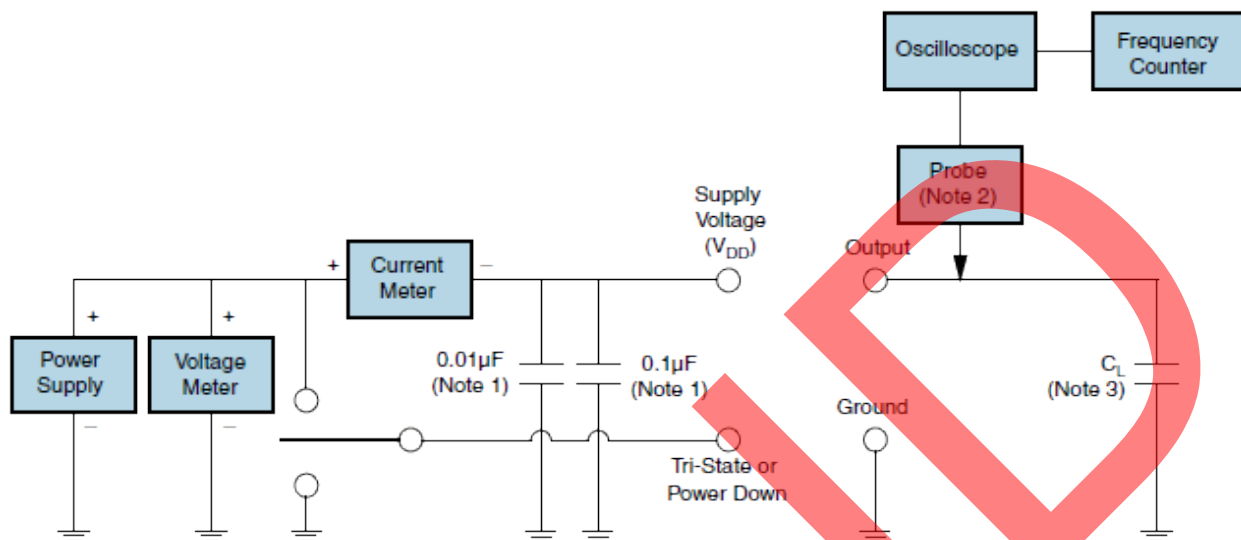 Oscilloscope
Frequency
Counter
Probe
(Note 2)
Supply
Voltage
(VDD)
Output
+
Current
Meter
–
+
Power
Supply
–
+
Voltage
Meter
–
0.01µF
(Note 1)
0.1µF
(Note 1)
CL
(Note 3)
Ground
Tri-State or
Power Down